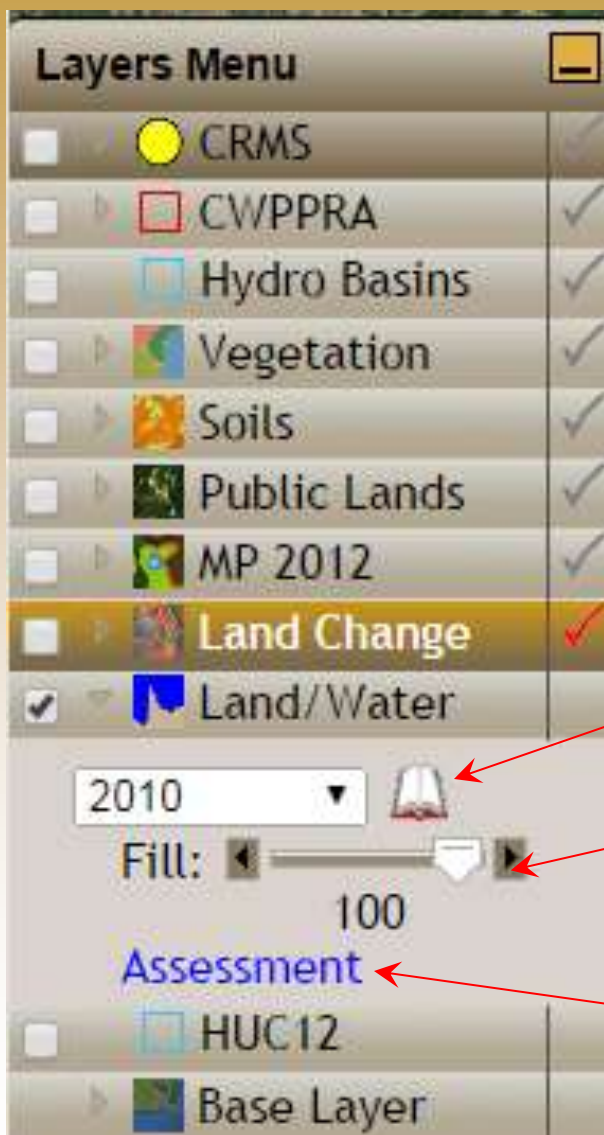 Layers Menu
CRMS
CWPPRA
Hydro Basins
Vegetation
Soils
Public Lands
MP 2012
Land Change
Land/Water
2010
Fill:
100
Assessment
HUC12
Base Layer